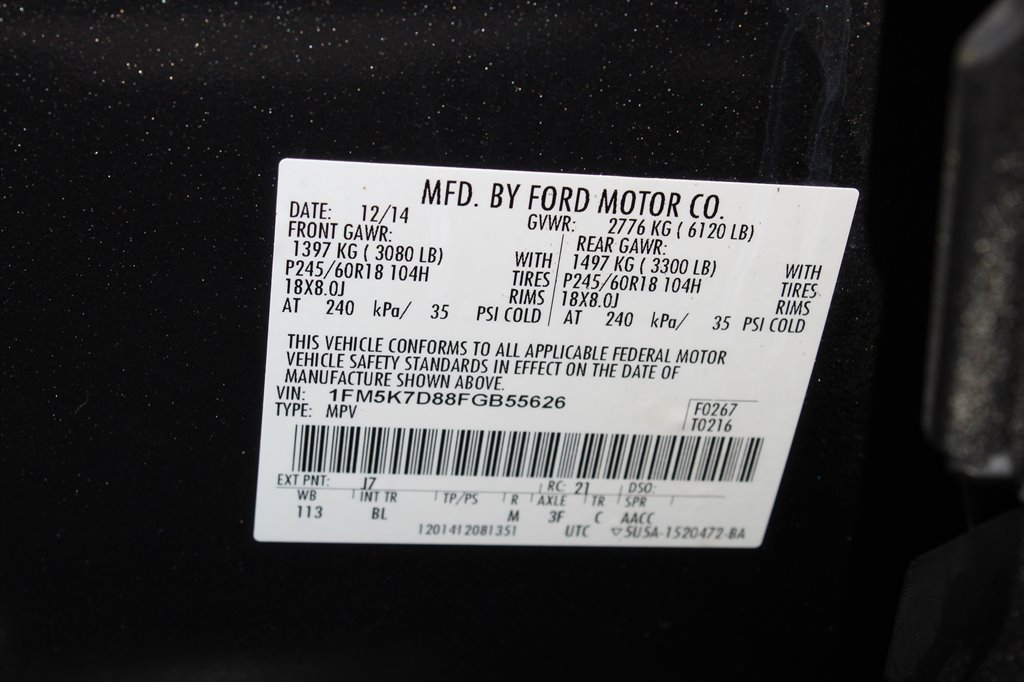 MFD. BY FORD MOTOR CO.
DATE: 12/14 GVWR: 2776 KG ( 6120 LB)
FRONT GAWR: REAR GAWR:
1397 KG ( 3080 LB) WITH 1497 KG ( 3300 LB) WITH
P245/60R18 104H TIRES P245/60R18 104H TIRES
18X8.0J RIMS 18X8.0J RIMS
AT 240 kPa/ 35 PSI COLD AT 240 kPa/ 35 PSI COLD
THIS VEHICLE CONFORMS TO ALL APPLICABLE FEDERAL MOTOR
VEHICLE SAFETY STANDARDS IN EFFECT ON THE DATE OF
MANUFACTURE SHOWN ABOVE.
VIN: 1FM5K7D88FGB55626
TYPE: MPV F0267
T0216
EXT PNT: J7 RC: 21 DSO:
WB INT TR TP/PS R AXLE TR SPR
113 BL M 3F C AACC
1201412081351 UTC ▽5U5A-1520472-BA